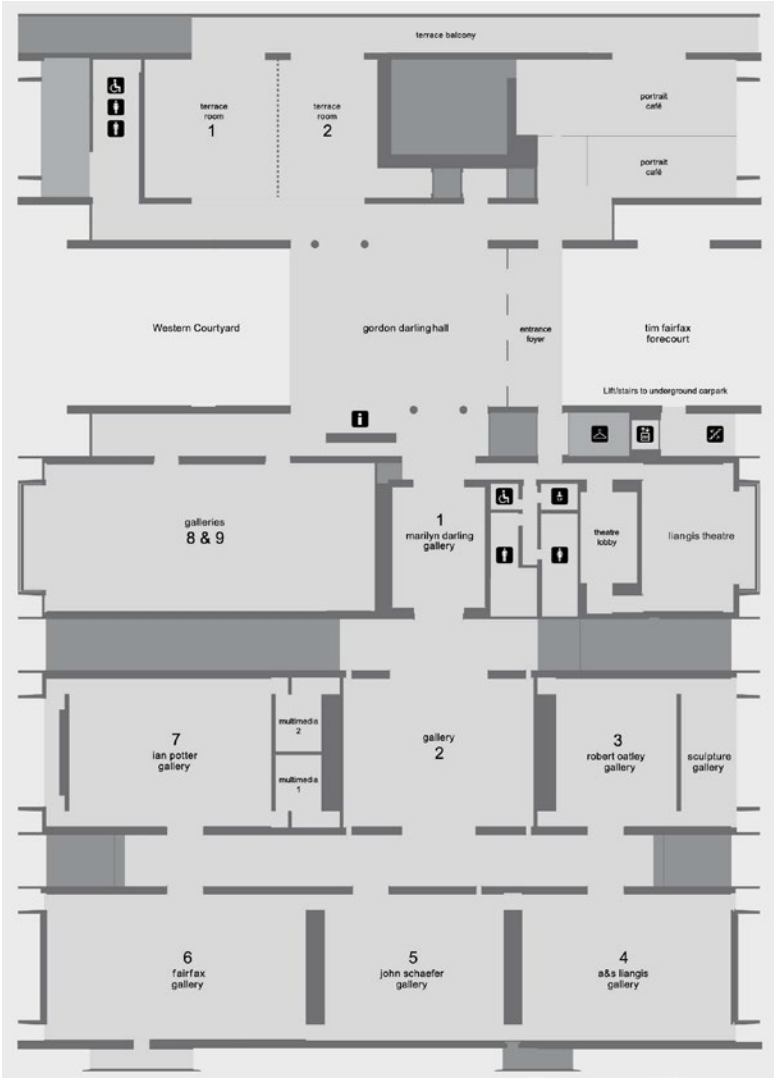 terrace balcony
terrace
room
1
terrace
room
2
portrait
café
portrait
café
Western Courtyard
gordon darling hall
entrance
foyer
tim fairfax
forecourt
Lift/stairs to underground carpark
i
galleries
8 & 9
1
marilyn darling
gallery
theatre
lobby
liangis theatre
7
ian potter
gallery
multimedia
2
multimedia
1
gallery
2
3
robert oatley
gallery
sculpture
gallery
6
fairfax
gallery
5
john schaefer
gallery
4
a&s liangis
gallery